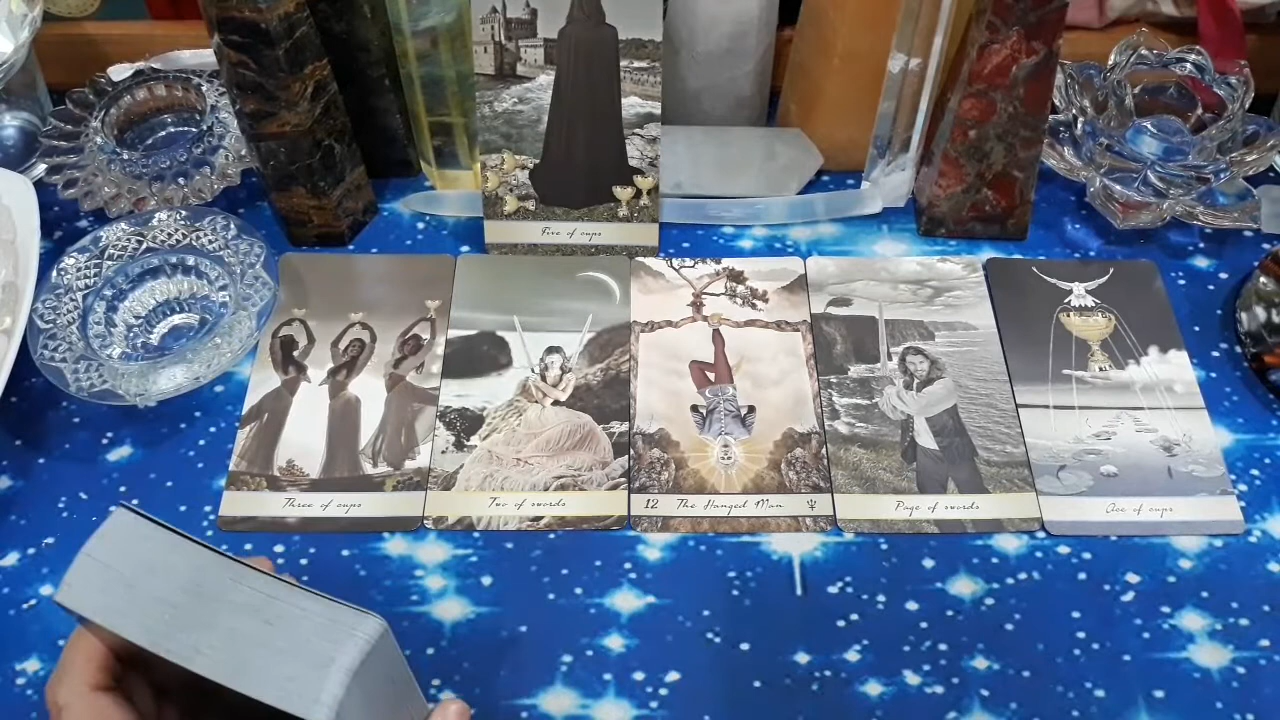 Five of cups
Three of cups
Two of swords
12 The Hanged Man
Page of swords
Ace of cups